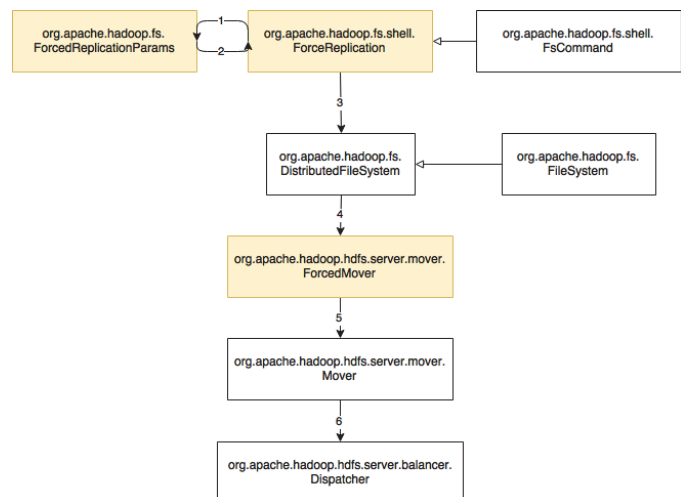 org.apache.hadoop.fs.
ForcedReplicationParams
1
2
org.apache.hadoop.fs.shell.
ForceReplication
org.apache.hadoop.fs.shell.
FsCommand
3
org.apache.hadoop.fs.
DistributedFileSystem
org.apache.hadoop.fs.
FileSystem
4
org.apache.hadoop.hdfs.server.mover.
ForcedMover
5
org.apache.hadoop.hdfs.server.mover.
Mover
6
org.apache.hadoop.hdfs.server.balancer.
Dispatcher